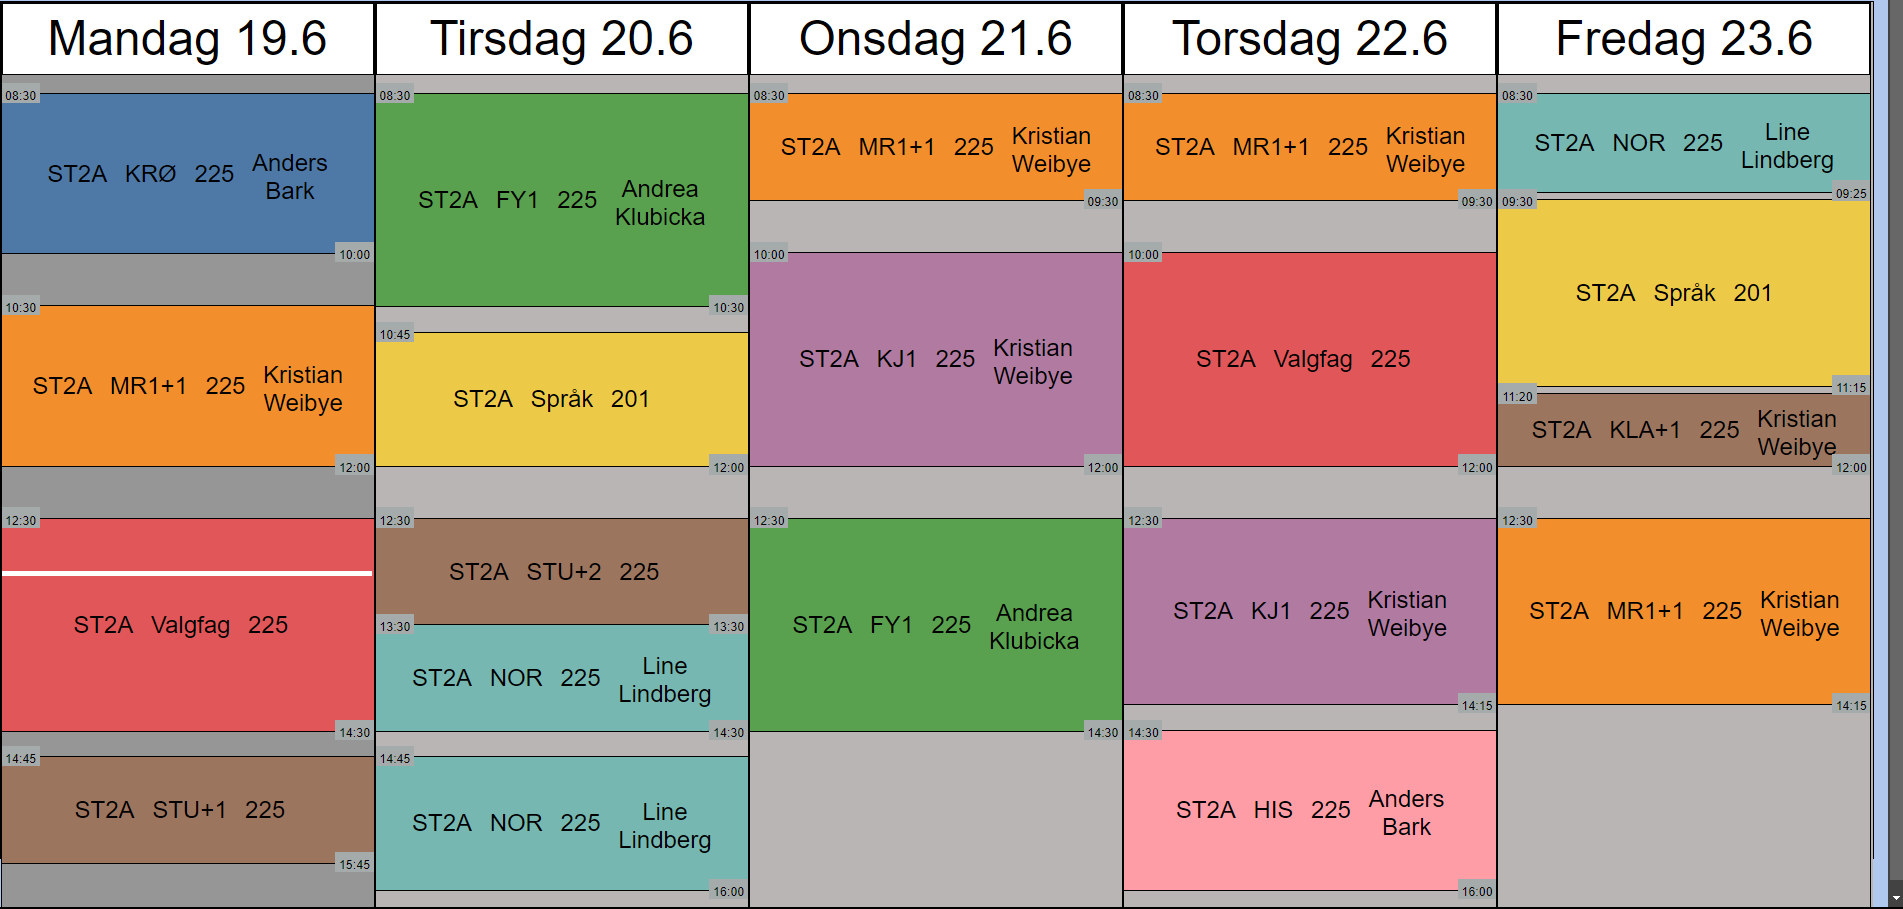 Mandag 19.6
08:30
ST2A KRØ 225 Anders
Bark
10:00
10:30
ST2A MR1+1 225 Kristian
Weibye
12:00
12:30
ST2A Valgfag 225
14:30
14:45
ST2A STU+1 225
15:45
Tirsdag 20.6
08:30
ST2A FY1 225 Andrea
Klubicka
10:30
10:45
ST2A Språk 201
12:00
12:30
ST2A STU+2 225
13:30
13:30
ST2A NOR 225 Line
Lindberg
14:30
14:45
ST2A NOR 225 Line
Lindberg
16:00
Onsdag 21.6
08:30
ST2A MR1+1 225 Kristian
Weibye
09:30
10:00
ST2A KJ1 225 Kristian
Weibye
12:00
12:30
ST2A FY1 225 Andrea
Klubicka
14:30
Torsdag 22.6
08:30
ST2A MR1+1 225 Kristian
Weibye
09:30
10:00
ST2A Valgfag 225
12:00
12:30
ST2A KJ1 225 Kristian
Weibye
14:15
14:30
ST2A HIS 225 Anders
Bark
16:00
Fredag 23.6
08:30
ST2A NOR 225 Line
Lindberg
09:25
09:30
ST2A Språk 201
11:15
11:20
ST2A KLA+1 225 Kristian
Weibye
12:00
12:30
ST2A MR1+1 225 Kristian
Weibye
14:15